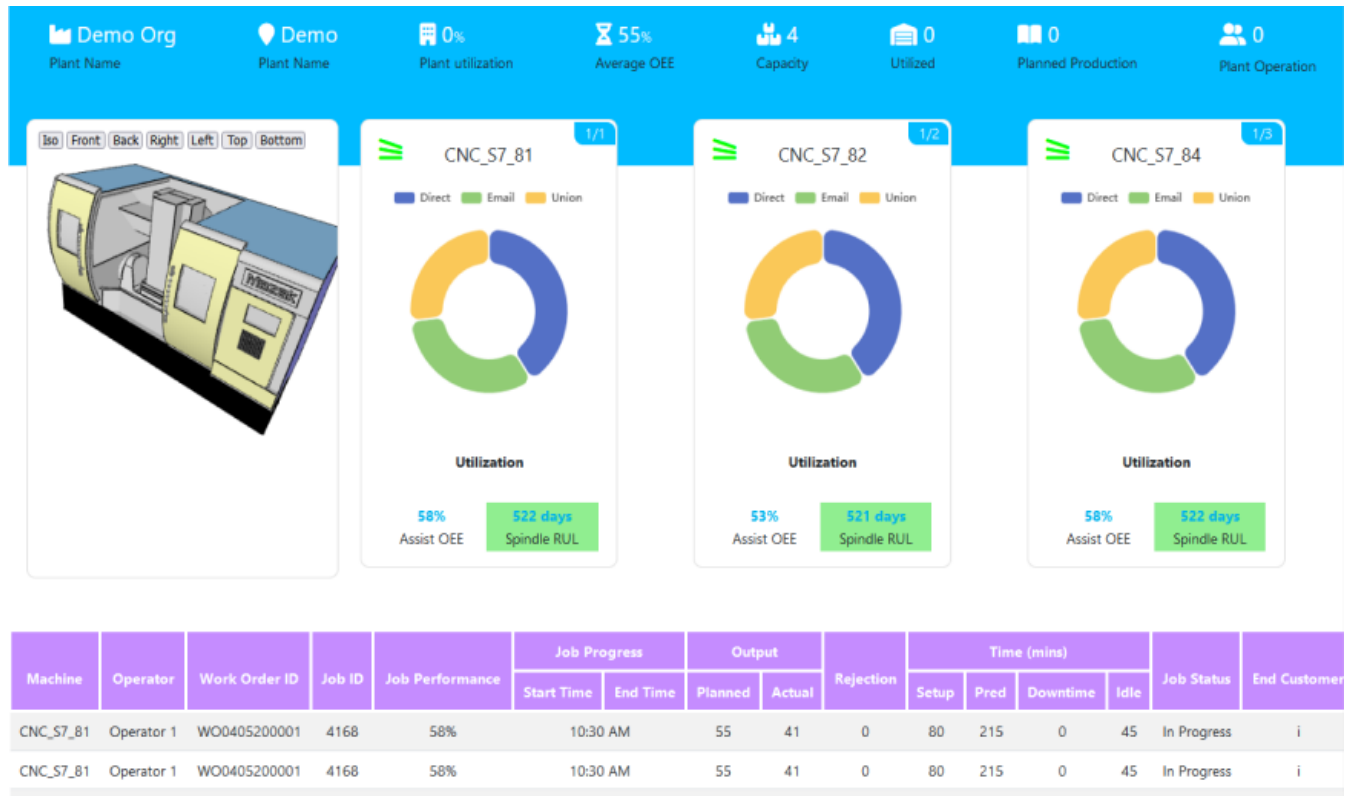 Demo Org Demo 0% 55% 4 0 0 0
Plant Name Plant Name Plant utilization Average OEE Capacity Utilized Planned Production Plant Operation
Iso Front Back Right Left Top Bottom
Mazak
1/1
CNC_S7_81
Direct Email Union
Utilization
58% 522 days
Assist OEE Spindle RUL
1/2
CNC_S7_82
Direct Email Union
Utilization
53% 521 days
Assist OEE Spindle RUL
1/3
CNC_S7_84
Direct Email Union
Utilization
58% 522 days
Assist OEE Spindle RUL
Machine Operator Work Order ID Job ID Job Performance Job Progress Output Rejection Time (mins) Job Status End Customer
Start Time End Time Planned Actual Setup Pred Downtime Idle
CNC_S7_81 Operator 1 WO0405200001 4168 58% 10:30 AM 55 41 0 80 215 0 45 In Progress i
CNC_S7_81 Operator 1 WO0405200001 4168 58% 10:30 AM 55 41 0 80 215 0 45 In Progress i